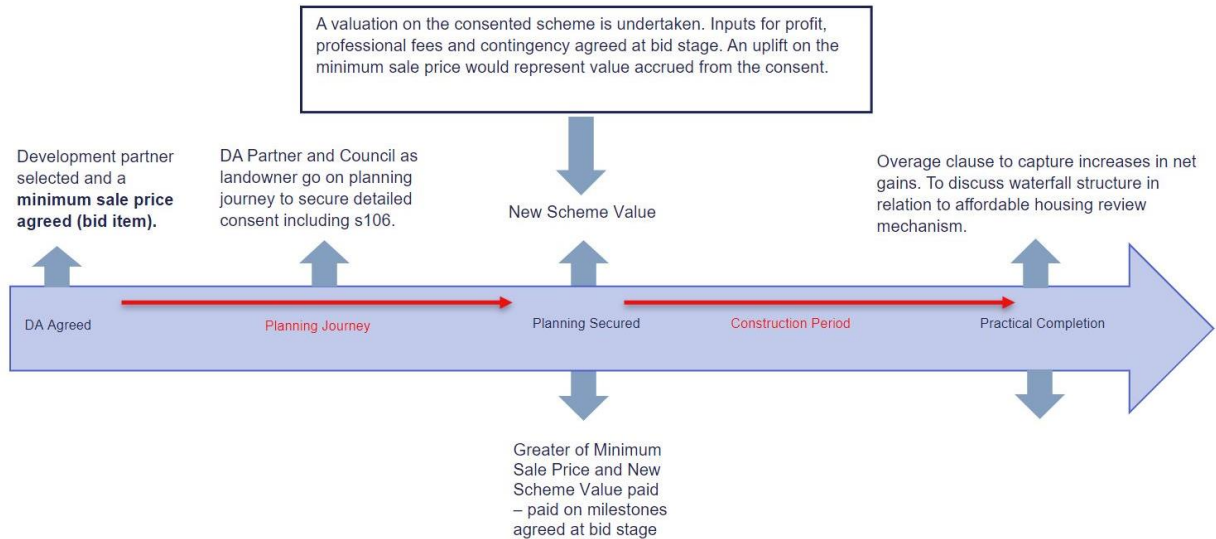 A valuation on the consented scheme is undertaken. Inputs for profit,
professional fees and contingency agreed at bid stage. An uplift on the
minimum sale price would represent value accrued from the consent.
Development partner
selected and a
minimum sale price
agreed (bid item).
DA Partner and Council as
landowner go on planning
journey to secure detailed
consent including s106.
New Scheme Value
Overage clause to capture increases in net
gains. To discuss waterfall structure in
relation to affordable housing review
mechanism.
DA Agreed
Planning Journey
Planning Secured
Construction Period
Practical Completion
Greater of Minimum
Sale Price and New
Scheme Value paid
– paid on milestones
agreed at bid stage